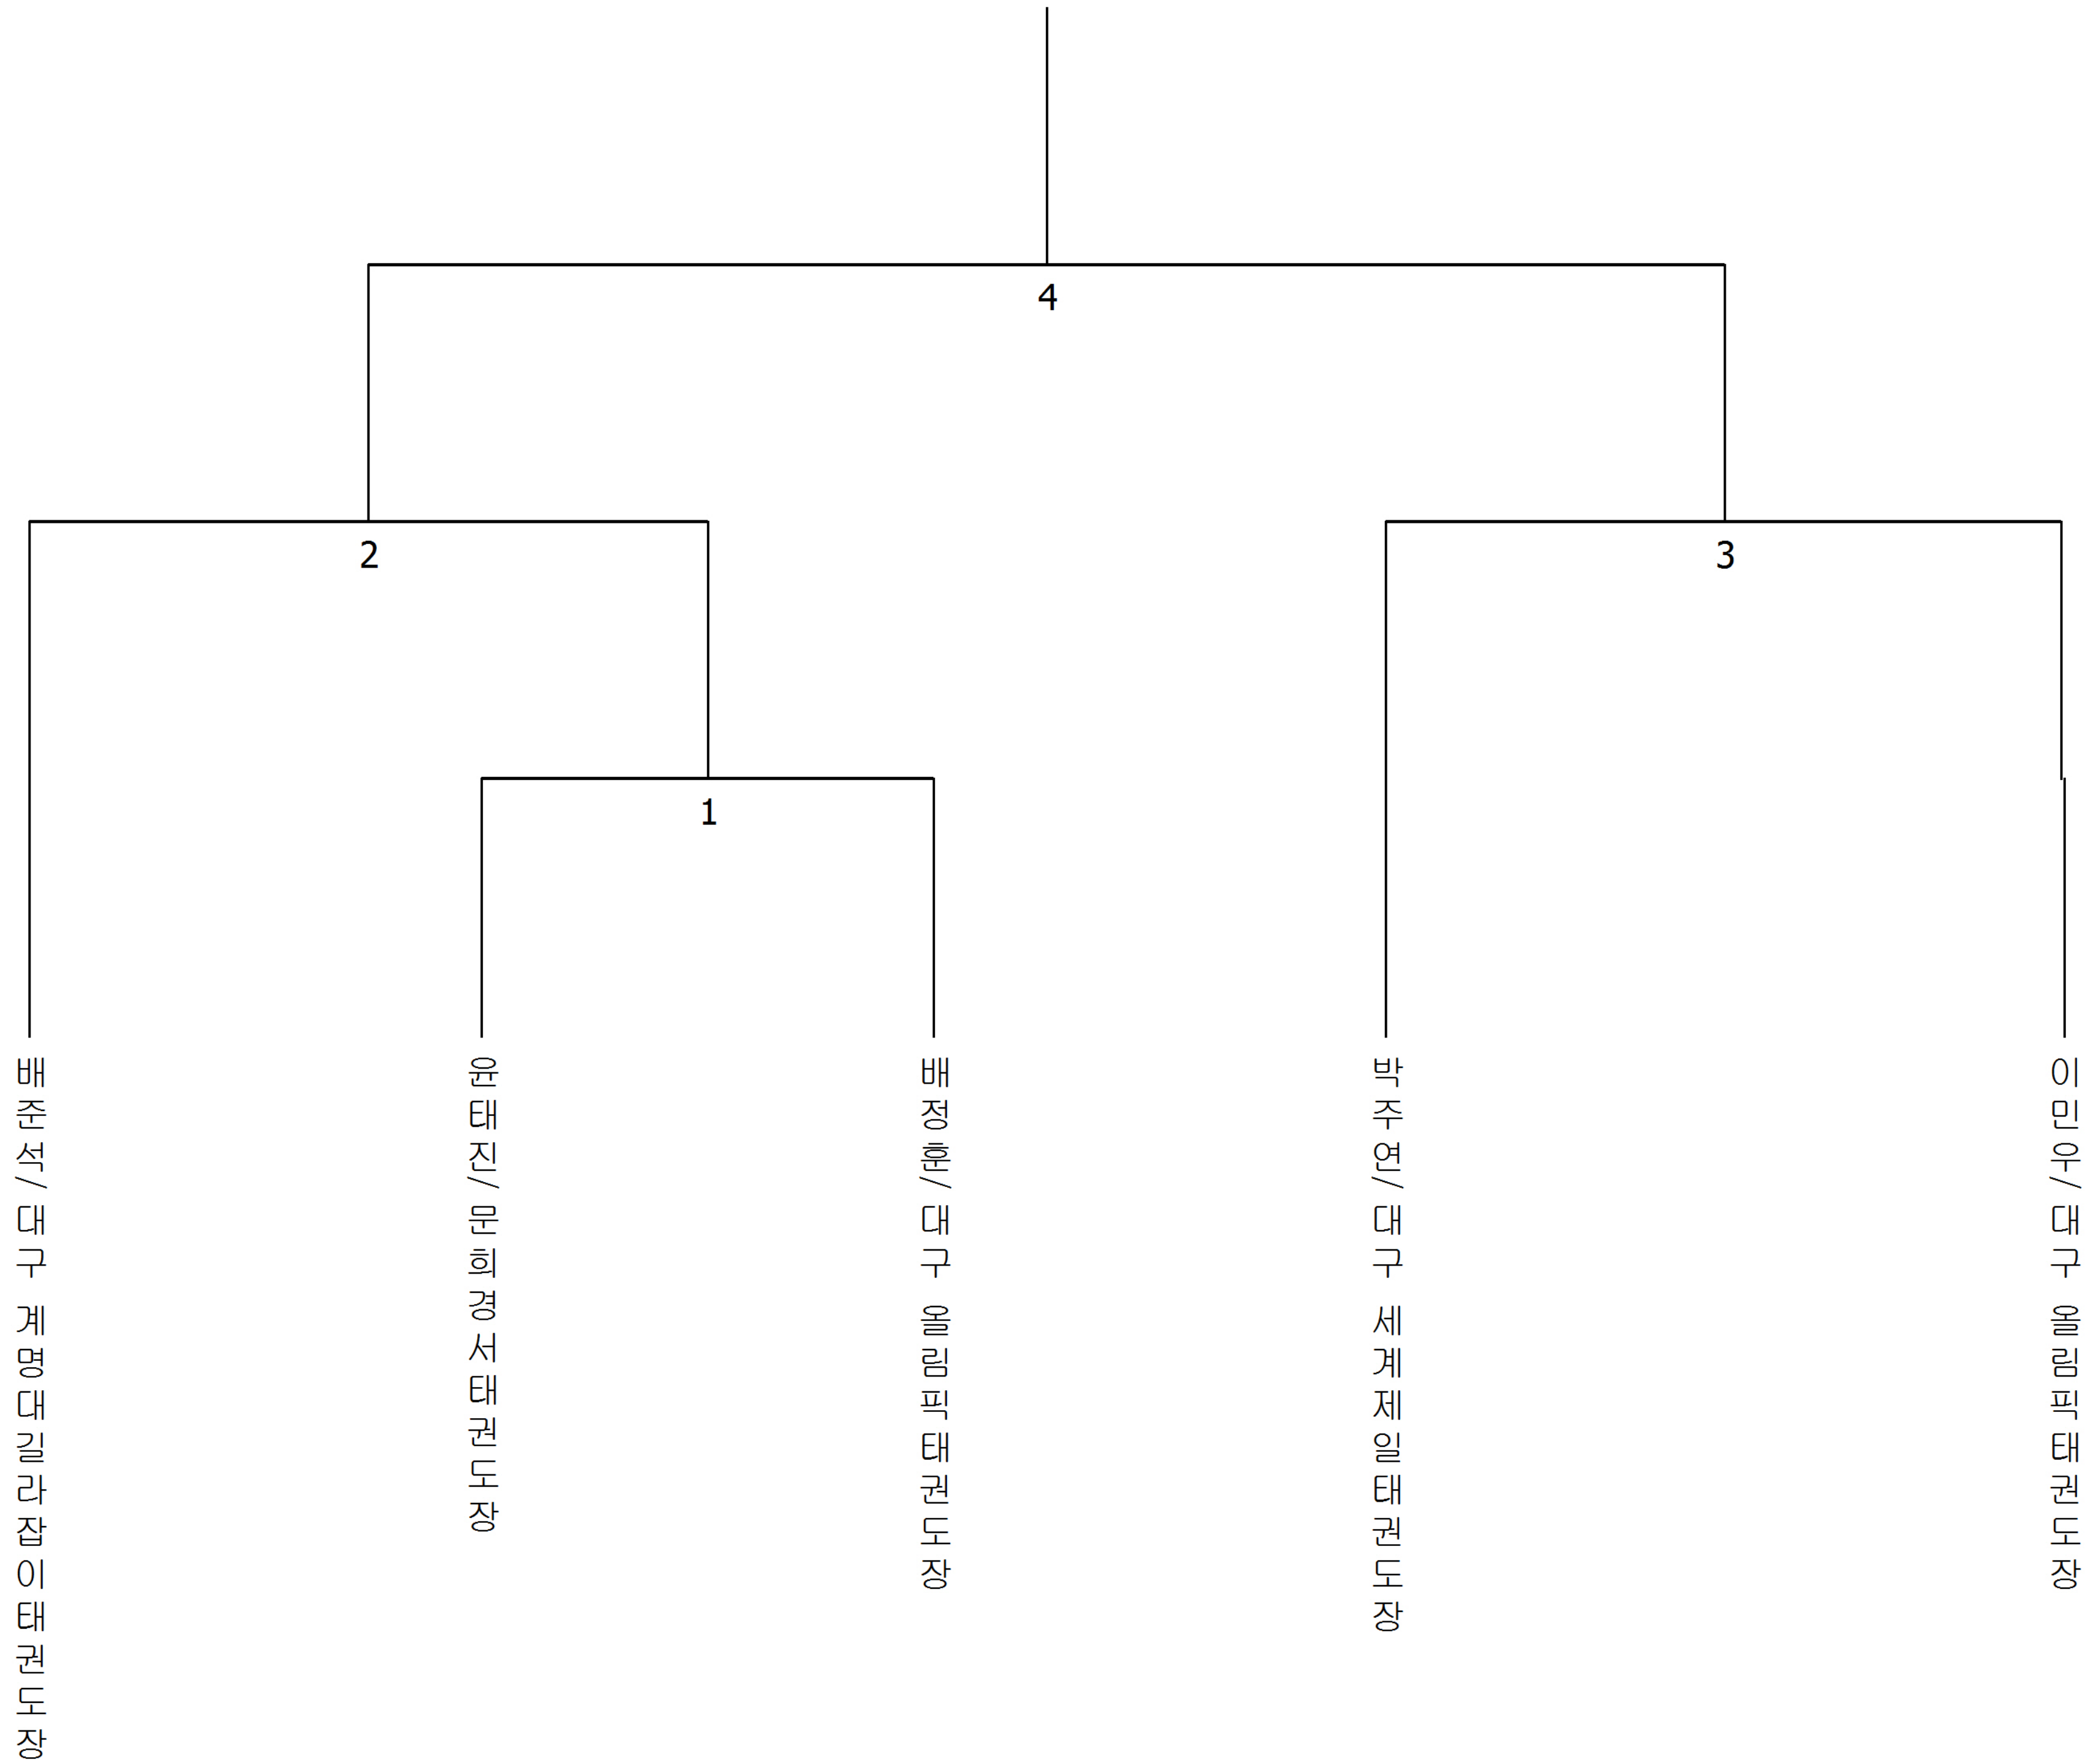 4
2
3
1
배준석/대구 계명대길라잡이태권도장
윤태진/문희경서태권도장
배정훈/대구 올림픽태권도장
박주연/대구 세계제일태권도장
이민우/대구 올림픽태권도장